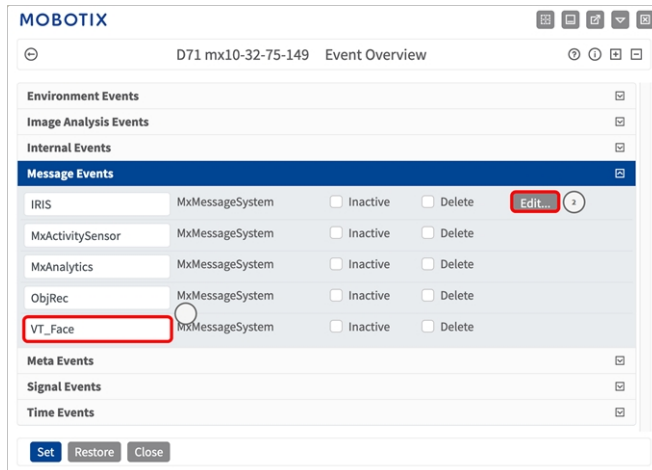 MOBOTIX
D71 mx10-32-75-149 Event Overview
Environment Events
Image Analysis Events
Internal Events
Message Events
IRIS MxMessageSystem Inactive Delete Edit... 2
MxActivitySensor MxMessageSystem Inactive Delete
MxAnalytics MxMessageSystem Inactive Delete
ObjRec MxMessageSystem Inactive Delete
VT_Face MxMessageSystem Inactive Delete
Meta Events
Signal Events
Time Events
Set Restore Close